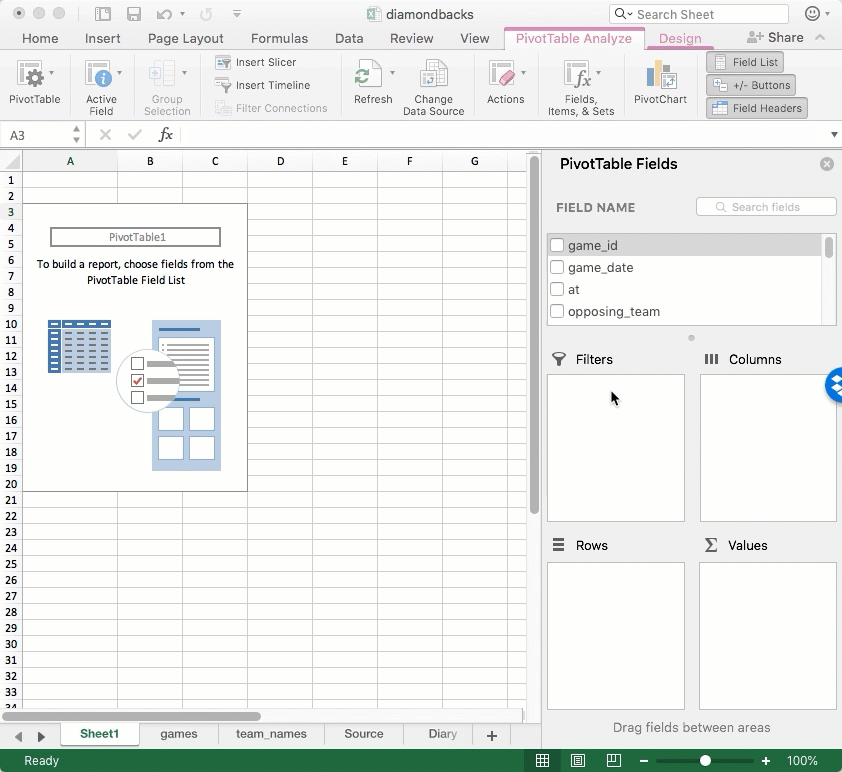 diamondbacks
Search Sheet
Home Insert Page Layout Formulas Data Review View PivotTable Analyze Design Share
PivotTable
Active
Field
Group
Selection
Insert Slicer
Insert Timeline
Filter Connections
Refresh
Change
Data Source
Actions
fx
Fields,
Items, & Sets
PivotChart
Field List
+/- Buttons
Field Headers
A3 fx
A B C D E F G
1
2
3
4
5
6
7
8
9
10
11
12
13
14
15
16
17
18
19
20
21
22
23
24
25
26
27
28
29
30
31
32
33
34
PivotTable1
To build a report, choose fields from the
PivotTable Field List
PivotTable Fields
FIELD NAME
Search fields
game_id
game_date
at
opposing_team
Filters
Columns
Rows
Σ Values
Drag fields between areas
Sheet1 games team_names Source Diary +
Ready
− + 100%